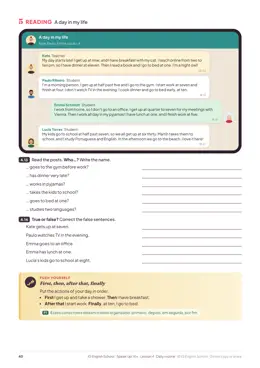 5 READING A day in my life
A day in my life
Kate Teacher
My day starts late! I get up at nine, and I have breakfast with my cat. I teach online from ten to
I have dinner at eleven. Then I read a book and I go to bed at one. I'm a night owl!
Paulo Ribeiro Student
I'm a morning person. I get up at half past five and I go to the gym. I start work at seven and
finish at four. I don't watch TV in the evening. I cook dinner and go to bed early, at ten.
Emma Student
I work from home, so I don't go to an office. I get up at quarter to seven for my meetings with
Vienna. Then I work all day in my pyjamas! I have lunch at one, and finish work at five.
Lucía Torres Student
My kids go to school at half past seven, so we all get up at six thirty. Martín takes them to
school, and I study Portuguese and English. In the afternoon we go to the beach. I love it here!
Read the posts. Who...? Write the name.
... goes to the gym before work?
... has dinner very late?
... works in pyjamas?
... takes the kids to school?
... goes to bed at one?
... studies two languages?
True or false? Correct the false sentences.
Kate gets up at seven.
Paulo watches TV in the evening.
Emma goes to an office.
Emma has lunch at one.
Lucía's kids go to school at eight.
PUSH YOURSELF
First, then, after that, finally
Put the actions of your day in order.
• First I get up and take a shower. Then I have breakfast.
• After that I start work. Finally, at ten, I go to bed.